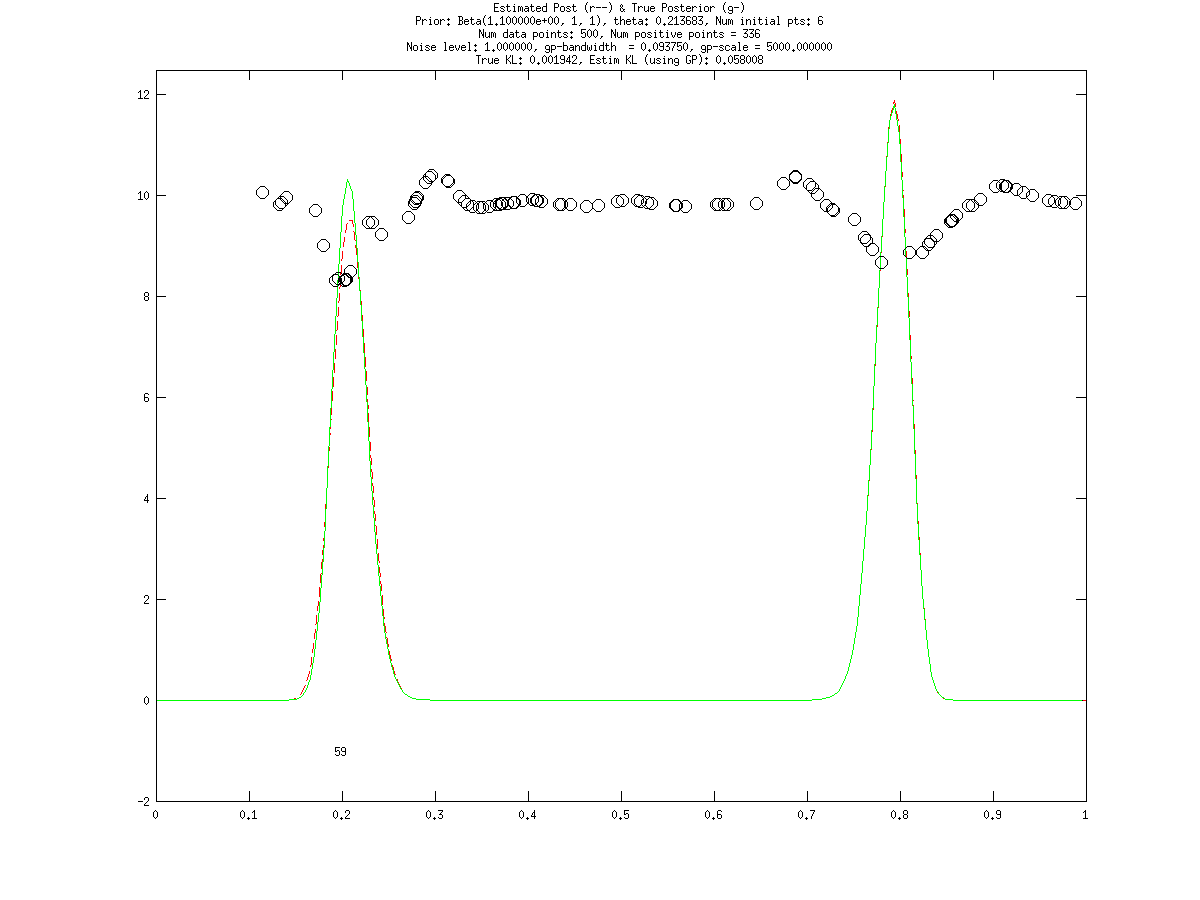 Estimated Post (r--) & True Posterior (g-)
Prior: Beta(1.100000e+00, 1, 1), theta: 0.213683, Num initial pts: 6
Num data points: 500, Num positive points = 336
Noise level: 1.000000, gp-bandwidth  = 0.093750, gp-scale = 5000.000000
True KL: 0.001942, Estim KL (using GP): 0.058008
12
10
8
6
4
2
0
59
-2
0 0.1 0.2 0.3 0.4 0.5 0.6 0.7 0.8 0.9 1